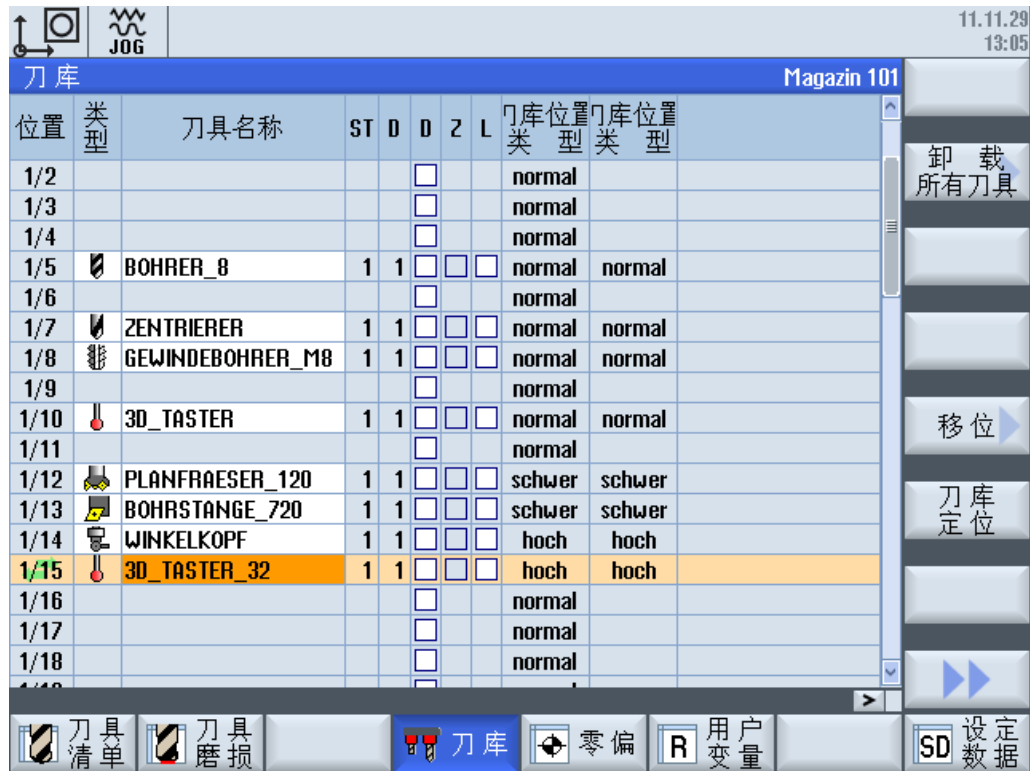 11.11.29
JOG
13:05
刀库 Magazin 101
位置 类型 刀具名称 ST D D Z L 刀库位置类型 刀库位置类型
1/2 normal
1/3 normal
1/4 normal
1/5 BOHRER_8 1 1 normal normal
1/6 normal
1/7 ZENTRIERER 1 1 normal normal
1/8 GEWINDEBOHRER_M8 1 1 normal normal
1/9 normal
1/10 3D_TASTER 1 1 normal normal
1/11 normal
1/12 PLANFRAESER_120 1 1 schwer schwer
1/13 BOHRSTANGE_720 1 1 schwer schwer
1/14 WINKELKOPF 1 1 hoch hoch
1/15 3D_TASTER_32 1 1 hoch hoch
1/16 normal
1/17 normal
1/18 normal
卸载
所有刀具
移位
刀库
定位
刀具
清单
刀具
磨损
刀库
零偏
R 用户
变量
SD 设定
数据